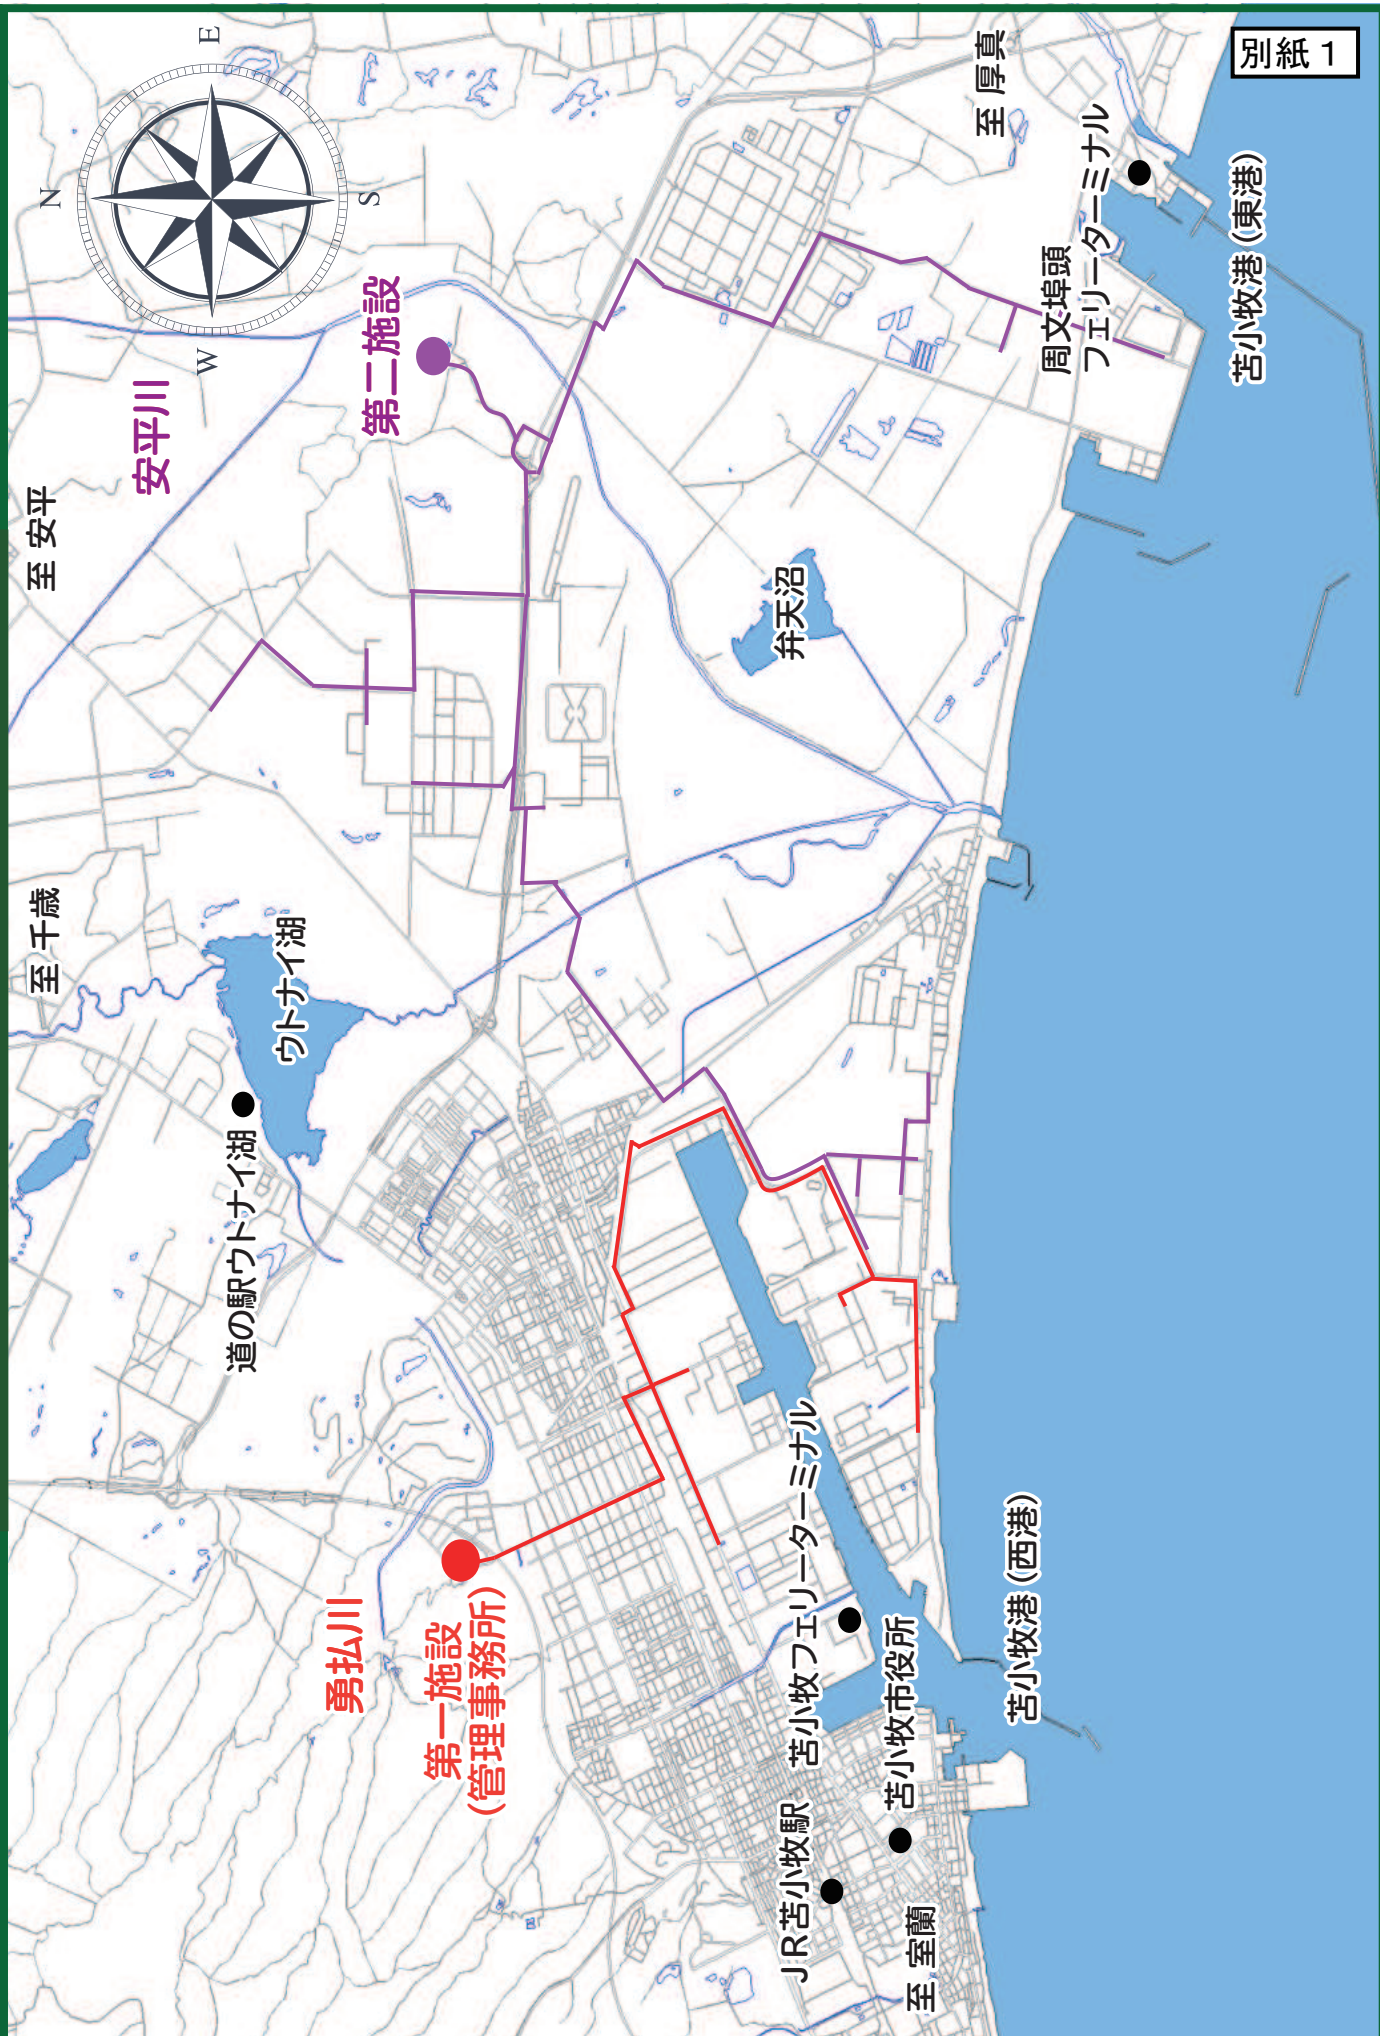 別紙１
N
E
S
W
至 厚真
周文埠頭
フェリーターミナル
苫小牧港（東港）
第二施設
安平川
至 安平
弁天沼
至 千歳
ウトナイ湖
道の駅ウトナイ湖
勇払川
第一施設
（管理事務所）
苫小牧フェリーターミナル
苫小牧港（西港）
苫小牧市役所
ＪＲ苫小牧駅
至 室蘭